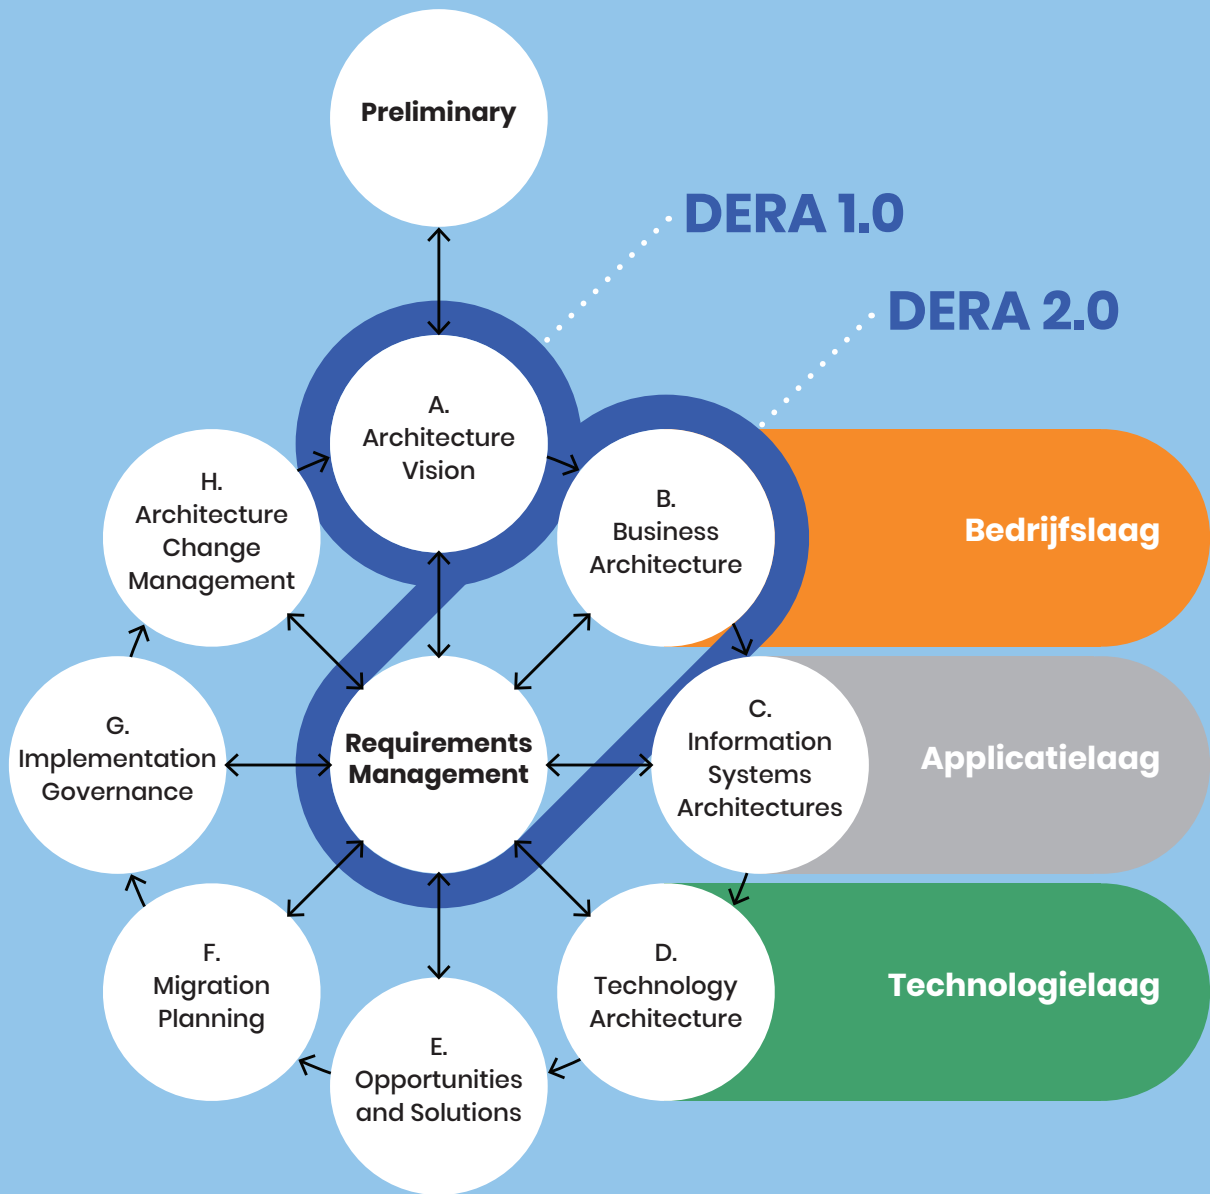 Preliminary
DERA 1.0
DERA 2.0
A.
Architecture
Vision
H.
Architecture
Change
Management
B.
Business
Architecture
Bedrijfslaag
G.
Implementation
Governance
Requirements
Management
C.
Information
Systems
Architectures
Applicatielaag
F.
Migration
Planning
D.
Technology
Architecture
Technologielaag
E.
Opportunities
and Solutions